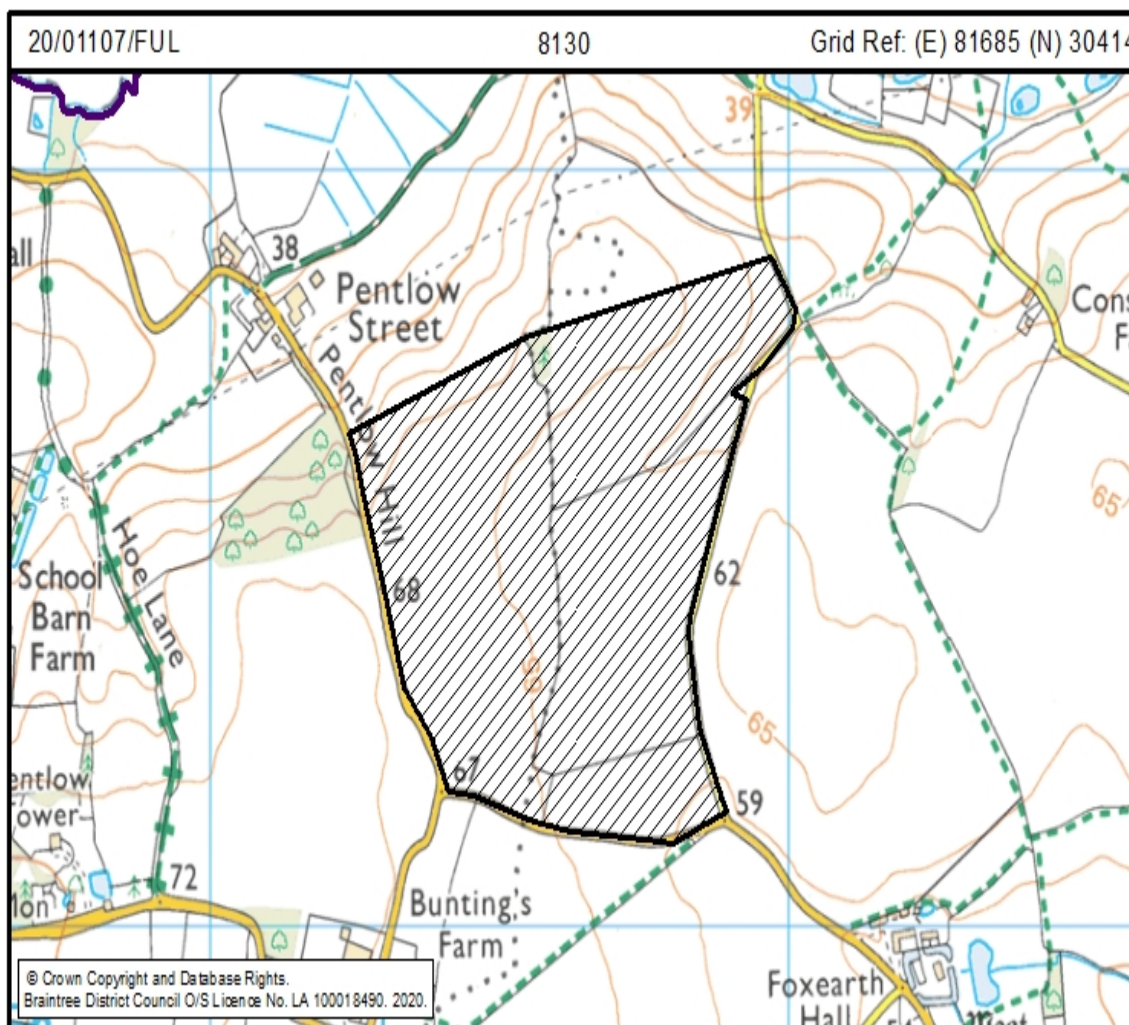 20/01107/FUL
8130
Grid Ref: (E) 81685 (N) 30414
39
38
Pentlow
Street
Pentlow Hill
Hoe Lane
School
Barn
Farm
68
62
65
65
69
67
59
72
Bunting's
Farm
Foxearth
Hall
© Crown Copyright and Database Rights.
Braintree District Council O/S Licence No. LA 100018490. 2020.